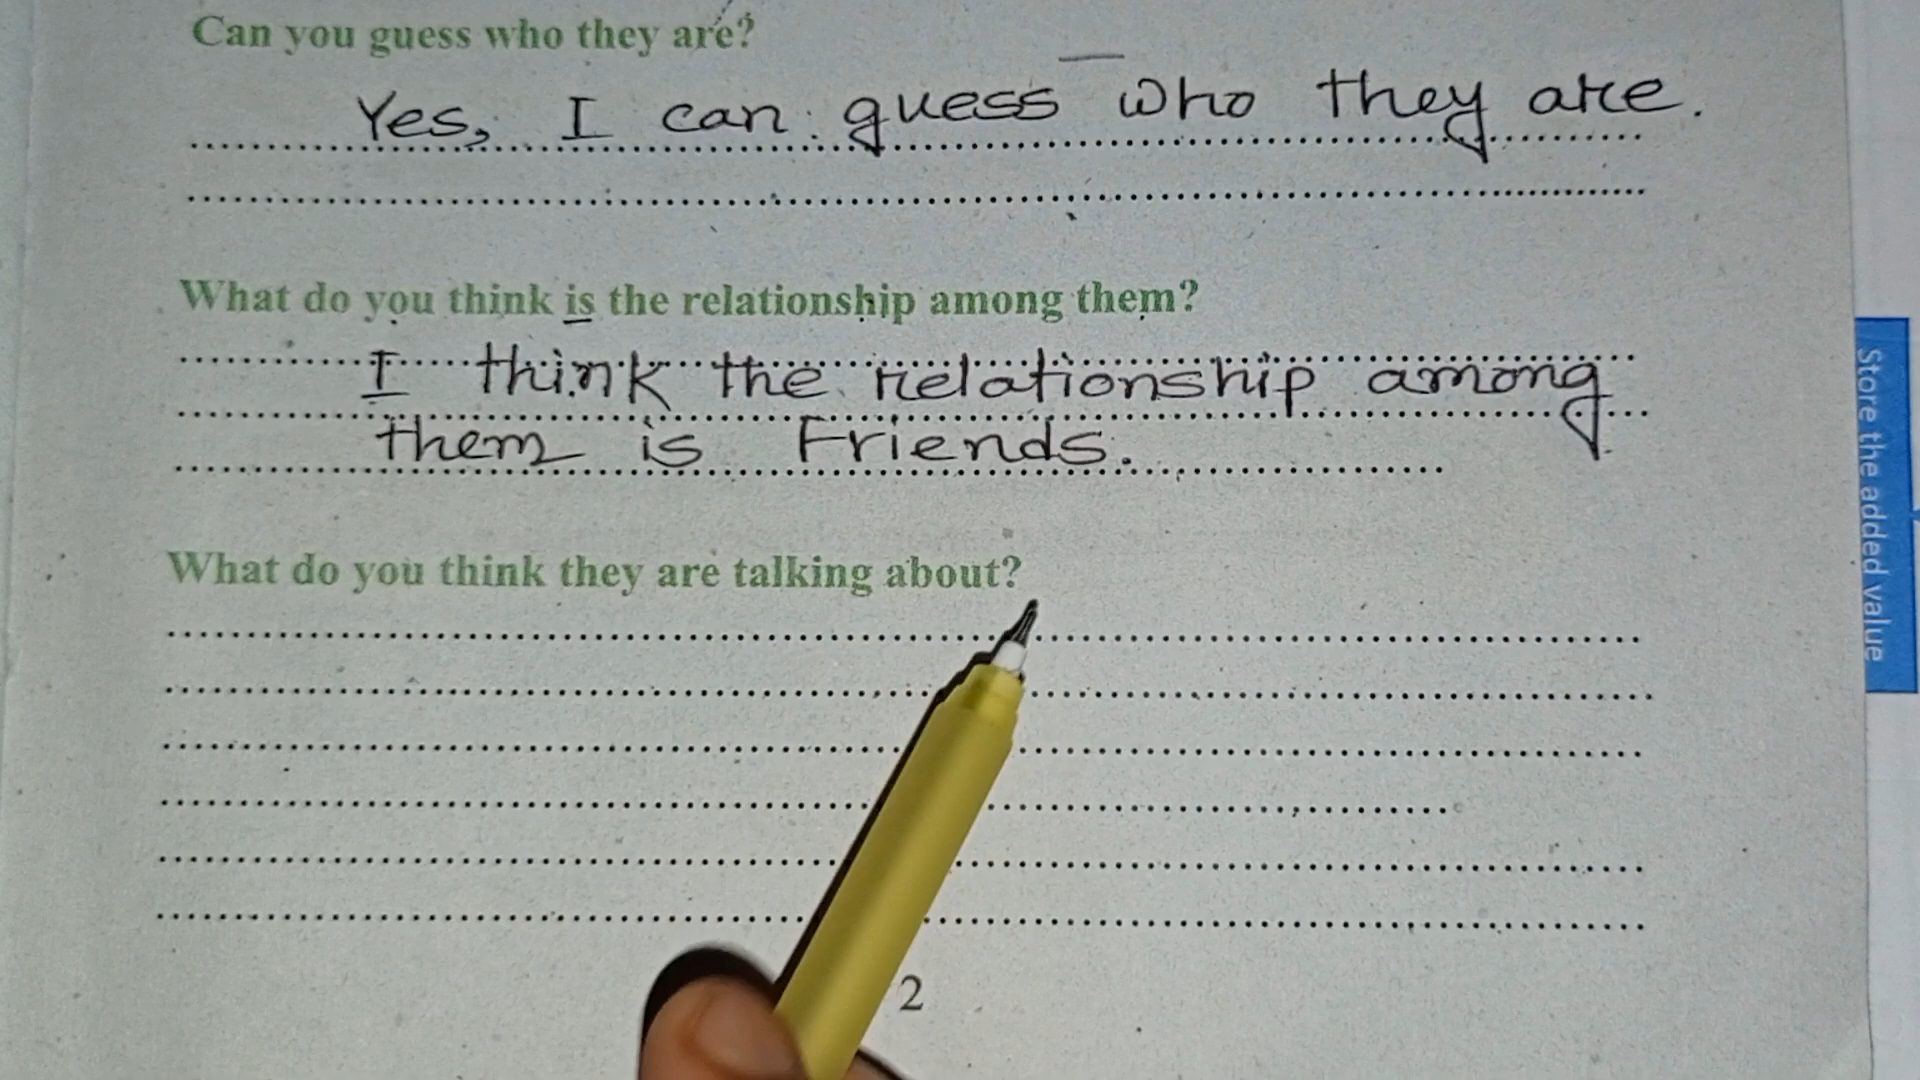 Can you guess who they are?
Yes, I can guess who they are.
What do you think is the relationship among them?
I think the relationship among
them is Friends.
What do you think they are talking about?
2
Store the added value